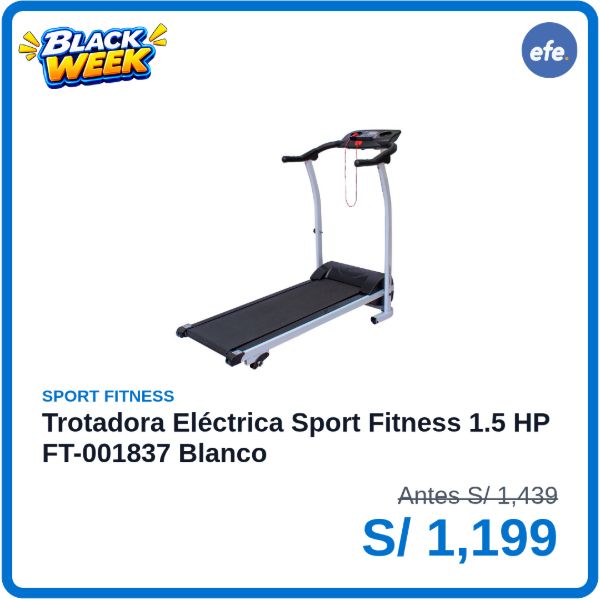 BLACK
WEEK
efe.
SPORT FITNESS
Trotadora Eléctrica Sport Fitness 1.5 HP
FT-001837 Blanco
Antes S/ 1,439
S/ 1,199